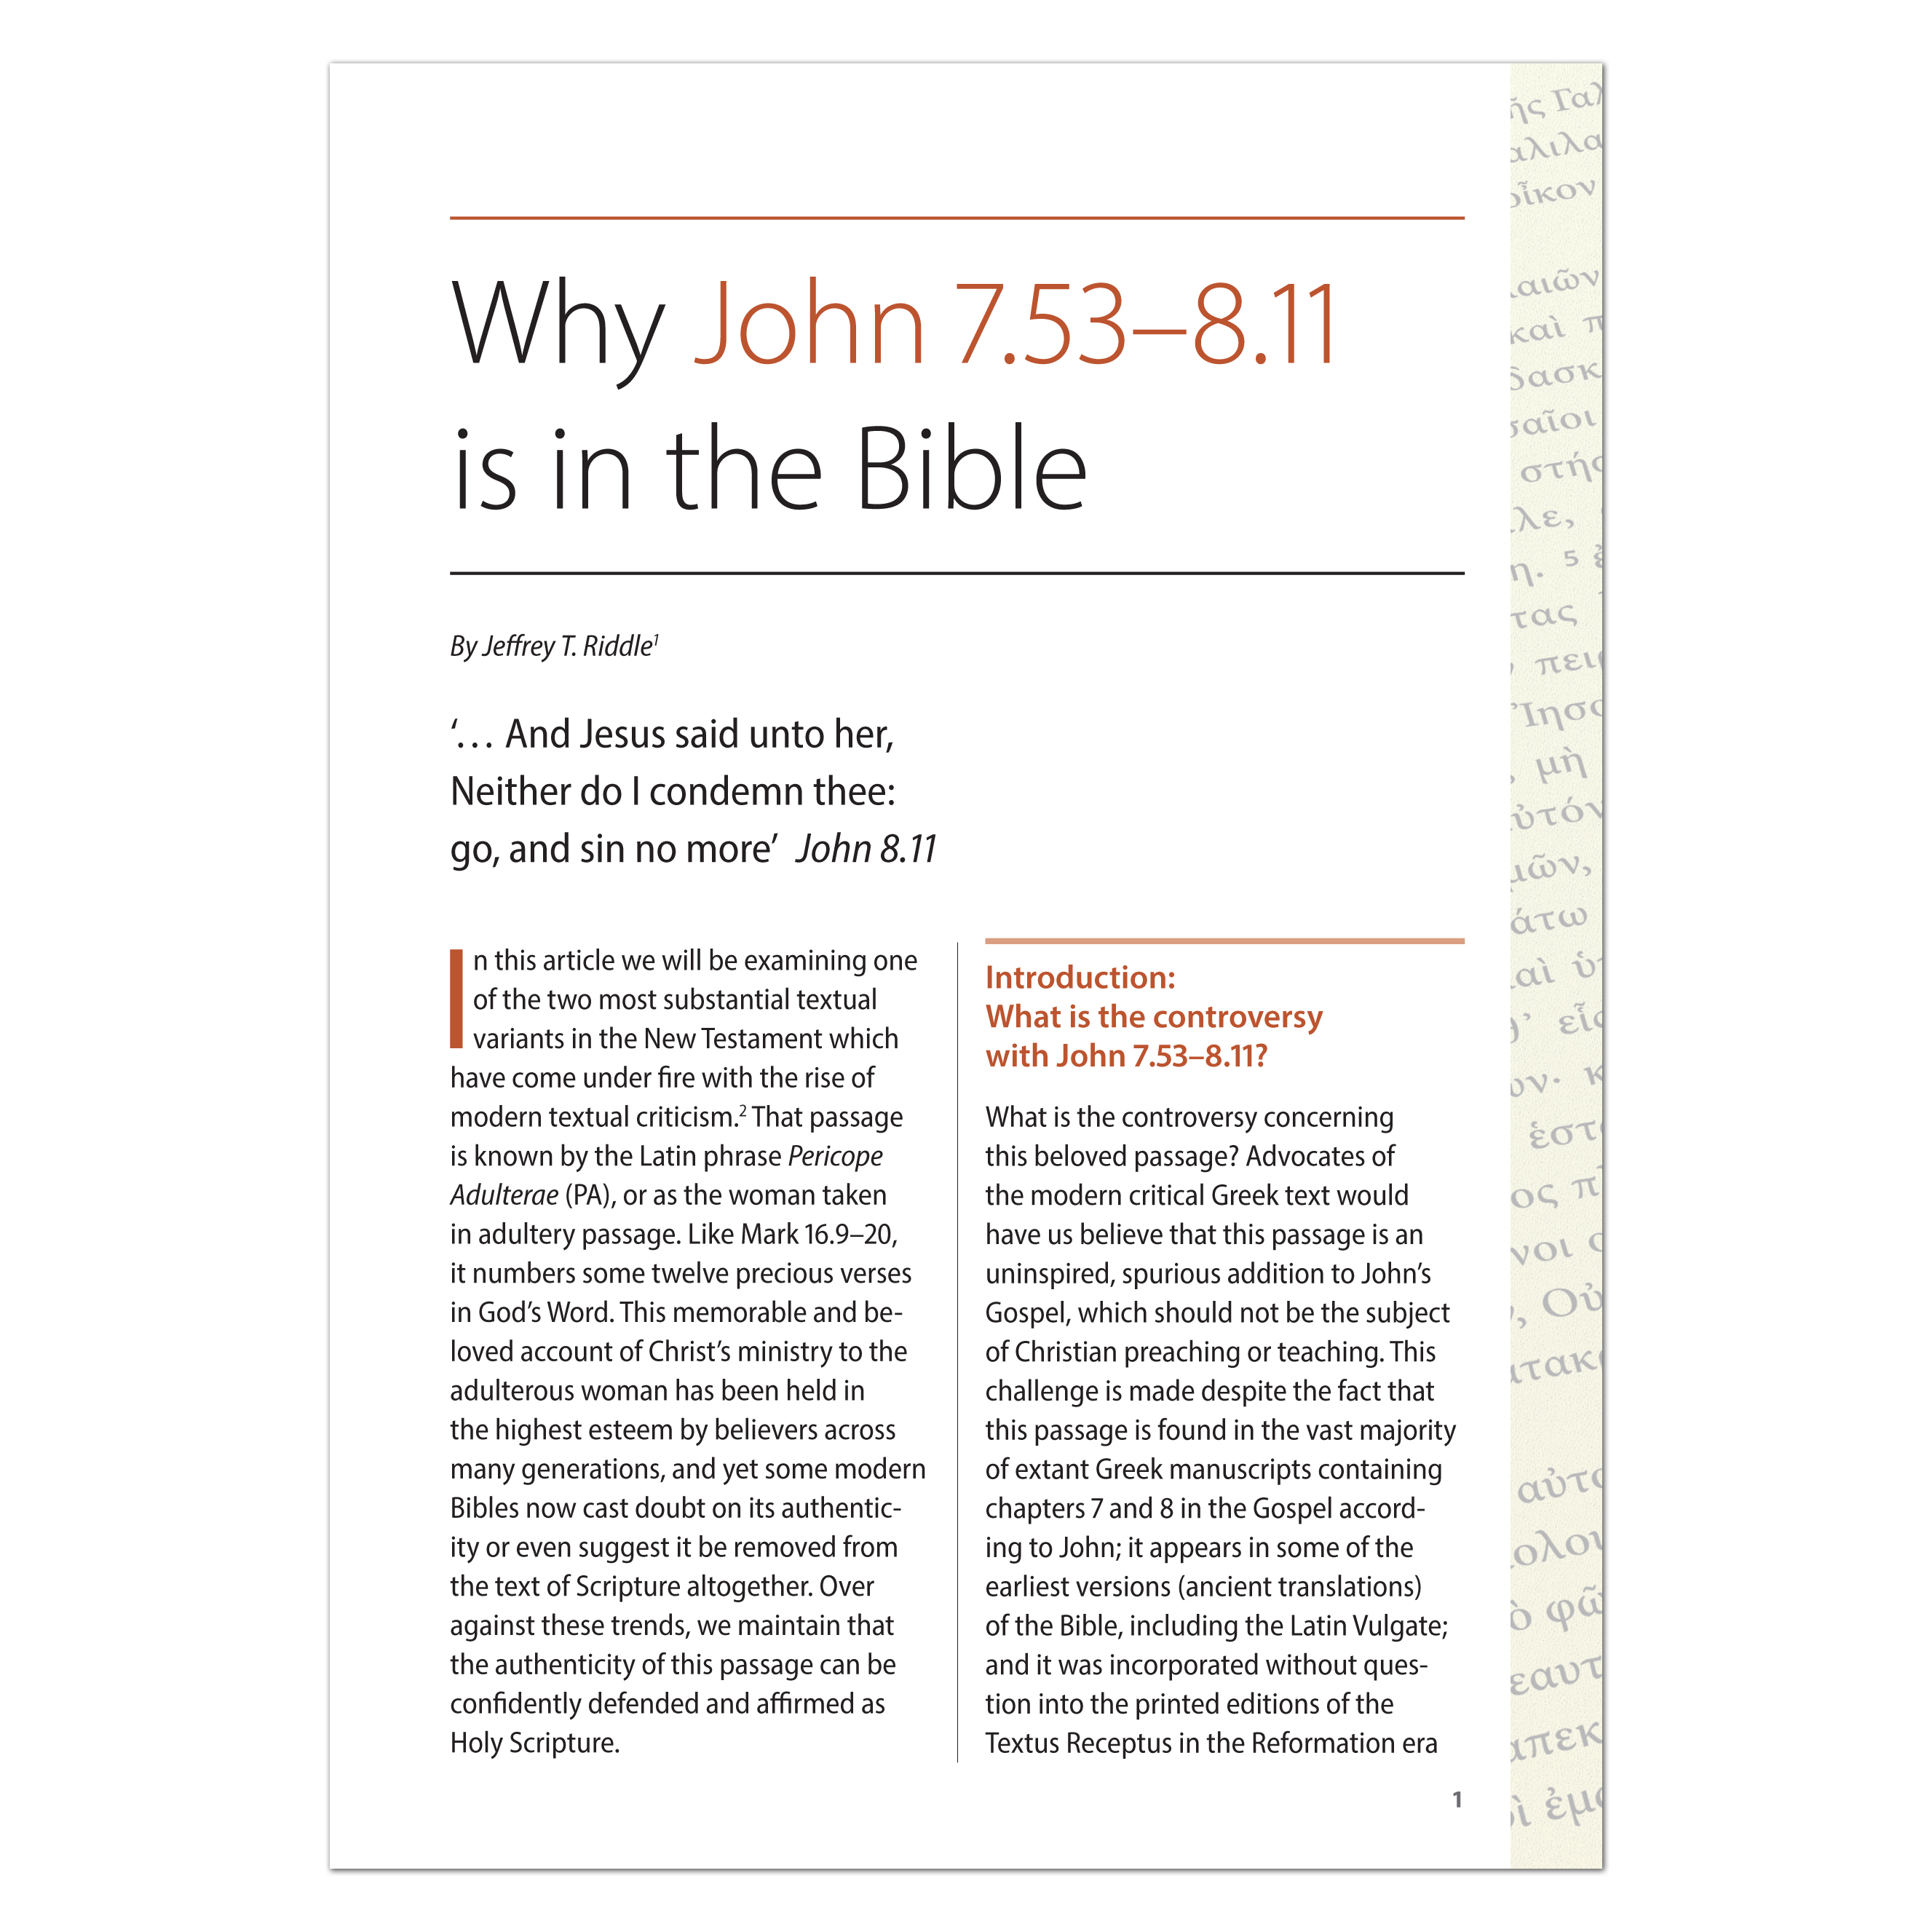 Why John 7.53–8.11
is in the Bible
By Jeffrey T. Riddle1
‘… And Jesus said unto her,
Neither do I condemn thee:
go, and sin no more’ John 8.11
In this article we will be examining one
of the two most substantial textual
variants in the New Testament which
have come under fire with the rise of
modern textual criticism.2 That passage
is known by the Latin phrase Pericope
Adulterae (PA), or as the woman taken
in adultery passage. Like Mark 16.9–20,
it numbers some twelve precious verses
in God’s Word. This memorable and be-
loved account of Christ’s ministry to the
adulterous woman has been held in
the highest esteem by believers across
many generations, and yet some modern
Bibles now cast doubt on its authentic-
ity or even suggest it be removed from
the text of Scripture altogether. Over
against these trends, we maintain that
the authenticity of this passage can be
confidently defended and affirmed as
Holy Scripture.
Introduction:
What is the controversy
with John 7.53–8.11?
What is the controversy concerning
this beloved passage? Advocates of
the modern critical Greek text would
have us believe that this passage is an
uninspired, spurious addition to John’s
Gospel, which should not be the subject
of Christian preaching or teaching. This
challenge is made despite the fact that
this passage is found in the vast majority
of extant Greek manuscripts containing
chapters 7 and 8 in the Gospel accord-
ing to John; it appears in some of the
earliest versions (ancient translations)
of the Bible, including the Latin Vulgate;
and it was incorporated without ques-
tion into the printed editions of the
Textus Receptus in the Reformation era
1
οἶκον
στής
5
τας
μὴ